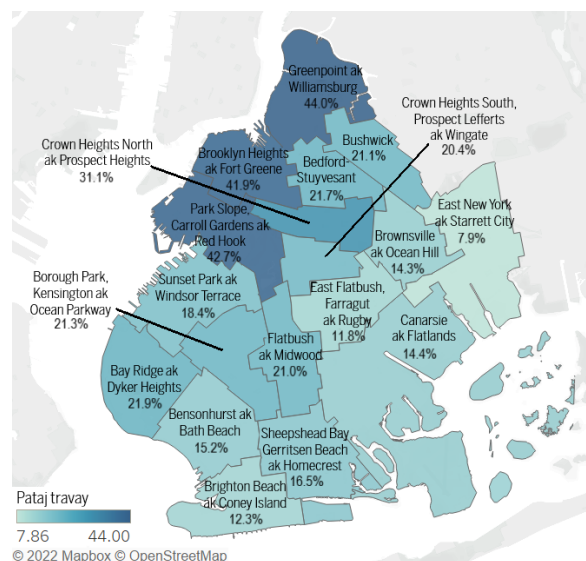 Greenpoint ak
Williamsburg
44.0%
Crown Heights South,
Prospect Lefferts
ak Wingate
20.4%
Crown Heights North
ak Prospect Heights
31.1%
Bushwick
21.1%
Brooklyn Heights
ak Fort Greene
41.9%
Bedford-
Stuyvesant
21.7%
Park Slope,
Carroll Gardens ak
Red Hook
42.7%
East New York
ak Starrett City
7.9%
Brownsville
ak Ocean Hill
14.3%
Borough Park,
Kensington ak
Ocean Parkway
21.3%
Sunset Park ak
Windsor Terrace
18.4%
East Flatbush,
Farragut
ak Rugby
11.8%
Canarsie
ak Flatlands
14.4%
Flatbush
ak Midwood
21.0%
Bay Ridge ak
Dyker Heights
21.9%
Bensonhurst ak
Bath Beach
15.2%
Sheepshead Bay
Gerritsen Beach
ak Homecrest
16.5%
Brighton Beach
ak Coney Island
12.3%
Pataj travay
7.86 44.00
© 2022 Mapbox © OpenStreetMap